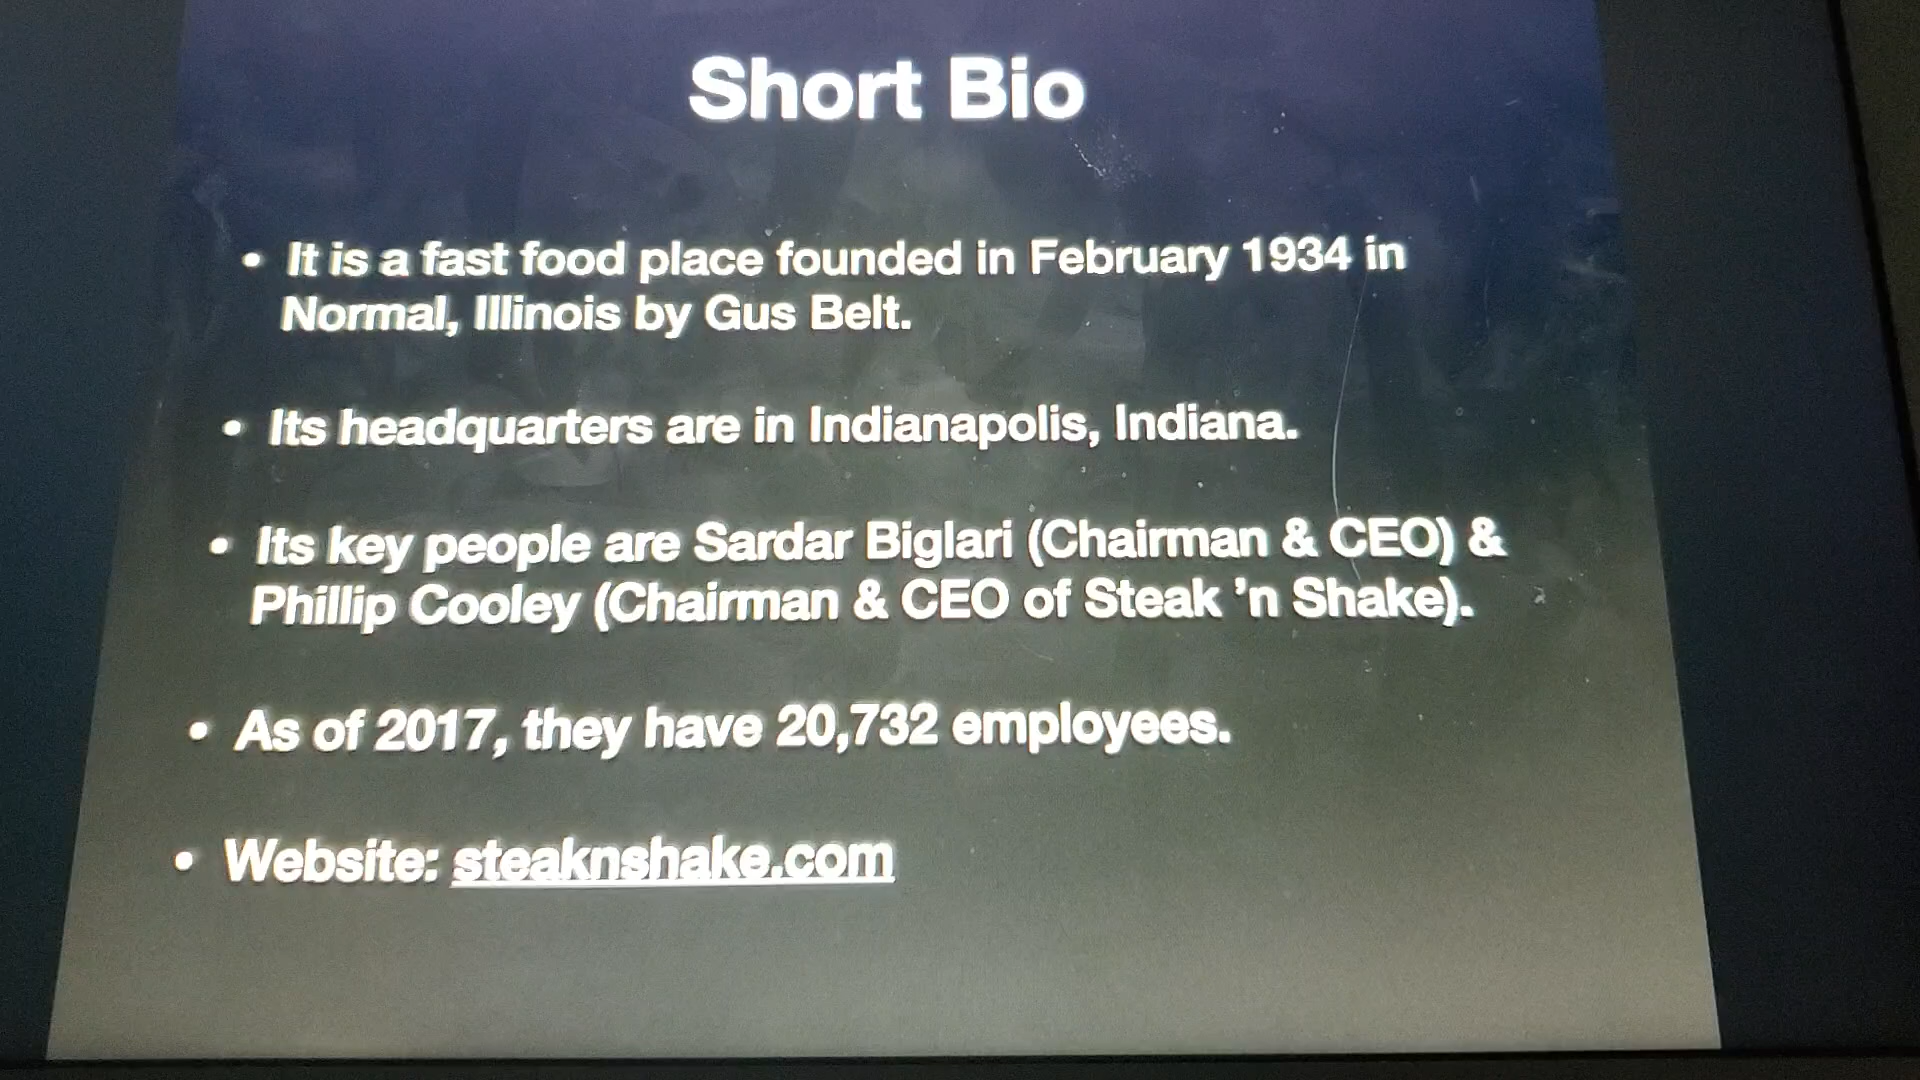 Short Bio
• It is a fast food place founded in February 1934 in
Normal, Illinois by Gus Belt.
• Its headquarters are in Indianapolis, Indiana.
• Its key people are Sardar Biglari (Chairman & CEO) &
Phillip Cooley (Chairman & CEO of Steak ’n Shake).
• As of 2017, they have 20,732 employees.
• Website: steaknshake.com